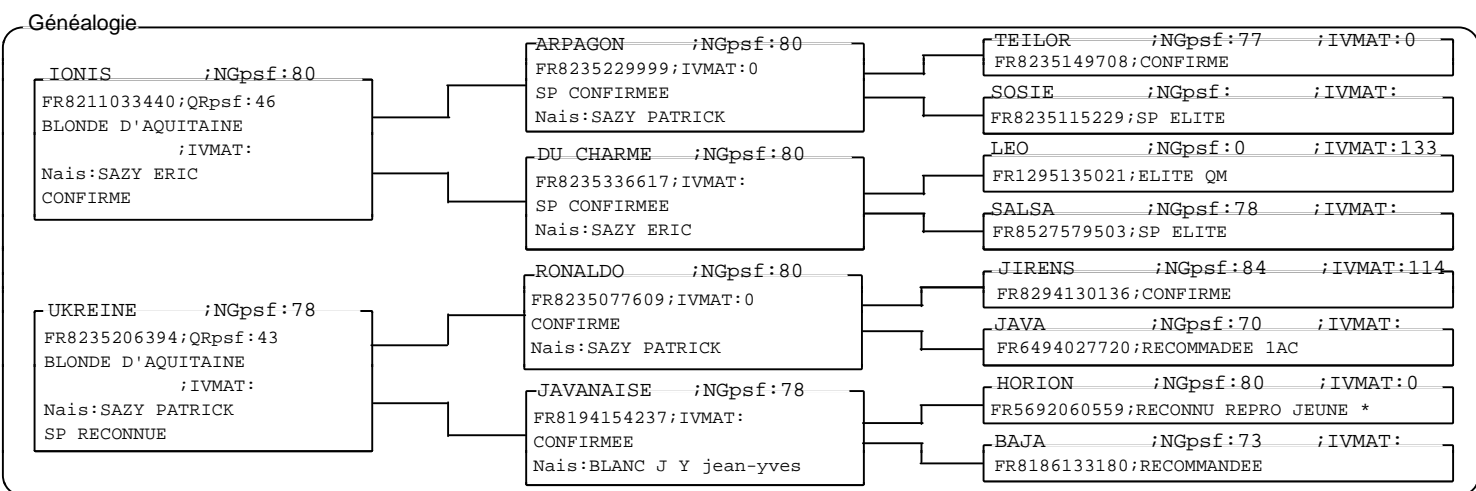 Généalogie
IONIS ;NGpsf:80
FR8211033440;QRpsf:46
BLONDE D'AQUITAINE
;IVMAT:
Nais:SAZY ERIC
CONFIRME
UKREINE ;NGpsf:78
FR8235206394;QRpsf:43
BLONDE D'AQUITAINE
;IVMAT:
Nais:SAZY PATRICK
SP RECONNUE
ARPAGON ;NGpsf:80
FR8235229999;IVMAT:0
SP CONFIRMEE
Nais:SAZY PATRICK
DU CHARME ;NGpsf:80
FR8235336617;IVMAT:
SP CONFIRMEE
Nais:SAZY ERIC
RONALDO ;NGpsf:80
FR8235077609;IVMAT:0
CONFIRME
Nais:SAZY PATRICK
JAVANAISE ;NGpsf:78
FR8194154237;IVMAT:
CONFIRMEE
Nais:BLANC J Y jean-yves
TEILOR ;NGpsf:77 ;IVMAT:0
FR8235149708;CONFIRME
SOSIE ;NGpsf: ;IVMAT:
FR8235115229;SP ELITE
LEO ;NGpsf:0 ;IVMAT:133
FR1295135021;ELITE QM
SALSA ;NGpsf:78 ;IVMAT:
FR8527579503;SP ELITE
JIRENS ;NGpsf:84 ;IVMAT:114
FR8294130136;CONFIRME
JAVA ;NGpsf:70 ;IVMAT:
FR6494027720;RECOMMADEE 1AC
HORION ;NGpsf:80 ;IVMAT:0
FR5692060559;RECONNU REPRO JEUNE *
BAJA ;NGpsf:73 ;IVMAT:
FR8186133180;RECOMMANDEE